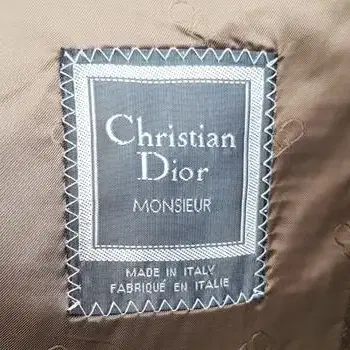 Christian
Dior
MONSIEUR
MADE IN ITALY
FABRIQUÉ EN ITALIE